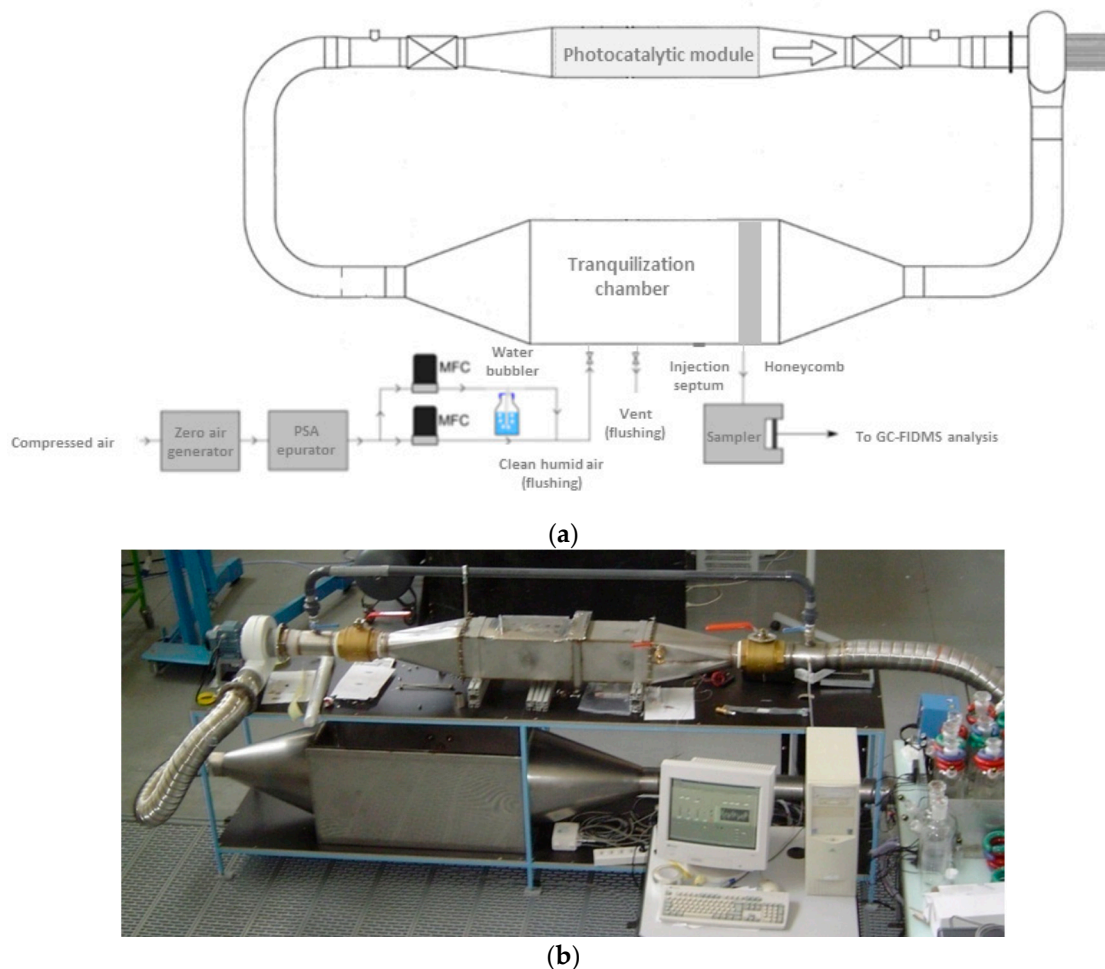 Photocatalytic module
Tranquilization
chamber
MFC
Water
bubbler
Injection
septum
Honeycomb
MFC
Vent
(flushing)
Compressed air
Zero air
generator
PSA
epurator
Sampler
To GC-FIDMS analysis
Clean humid air
(flushing)
(a)
(b)